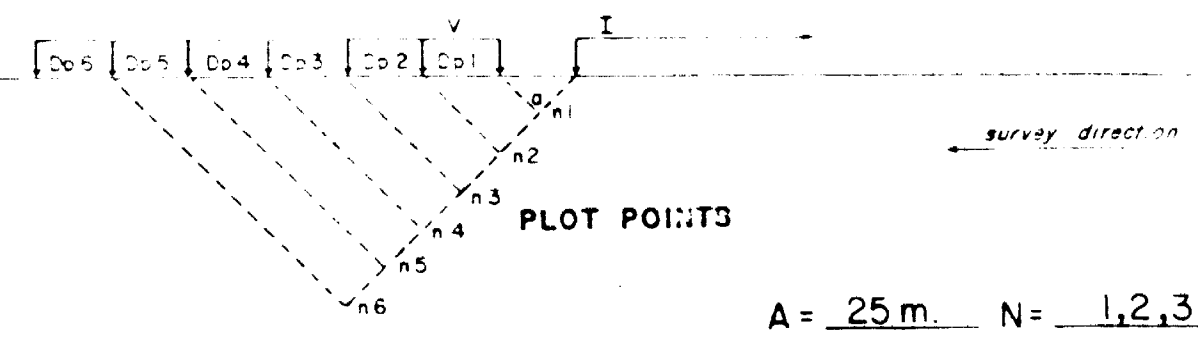 V I
Dp6 Dp5 Dp4 Dp3 Dp2 Dp1
a n1
survey direction
n2
n3
PLOT POINTS
n4
n5
n6
A = 25 m. N = 1,2,3